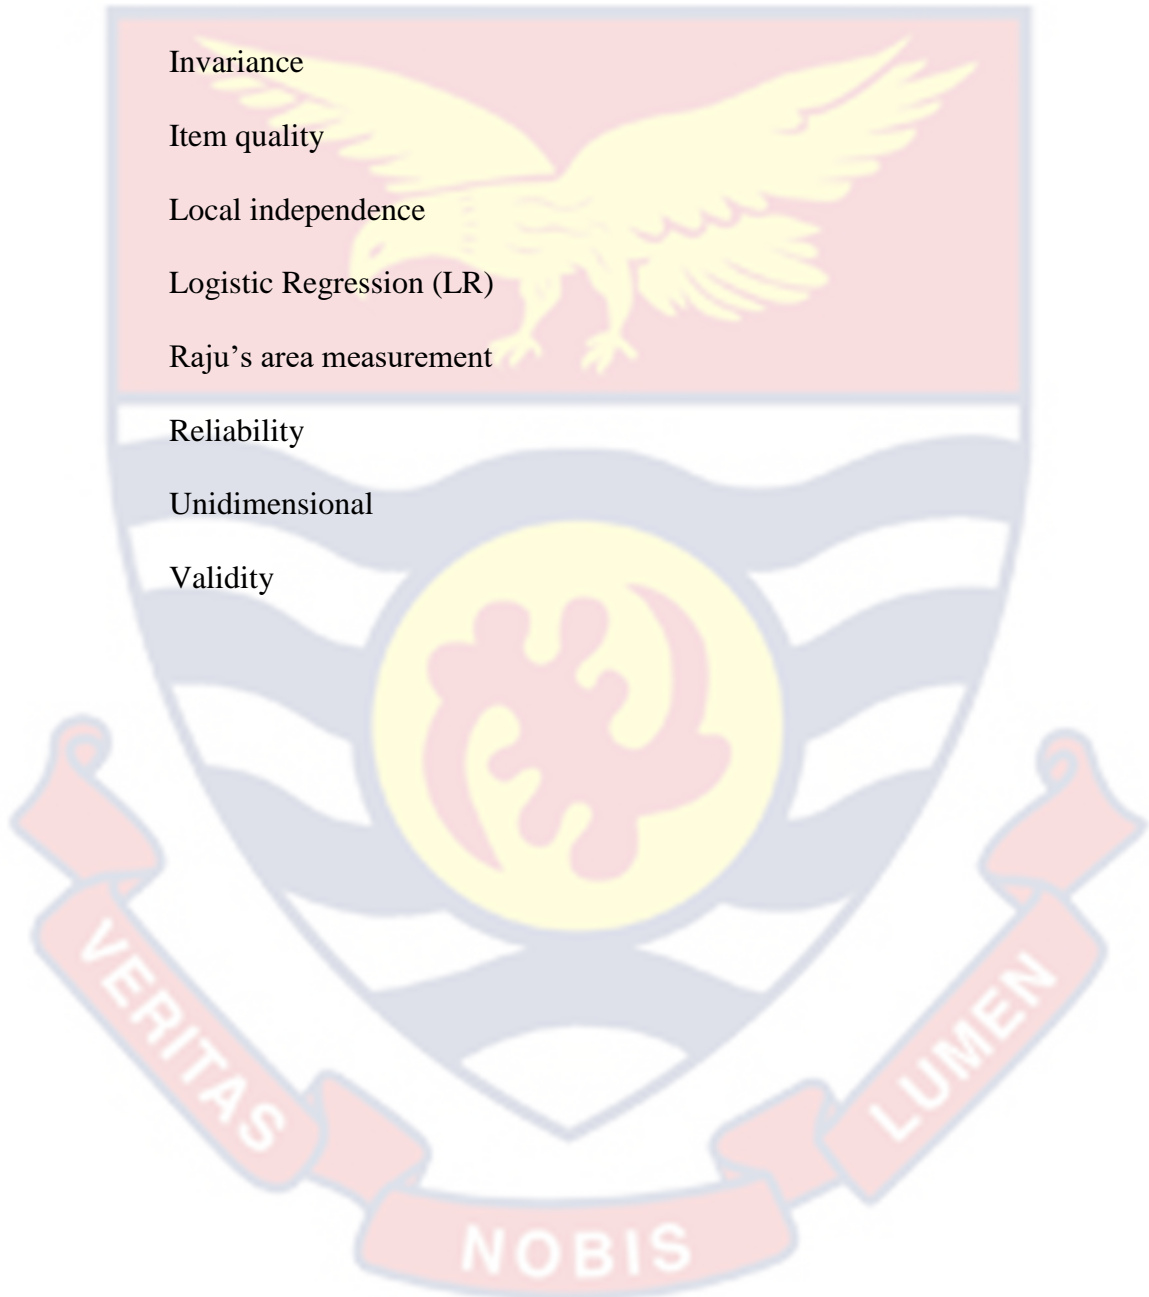 Invariance
Item quality
Local independence
Logistic Regression (LR)
Raju’s area measurement
Reliability
Unidimensional
Validity
VERITAS
NOBIS
LUMEN